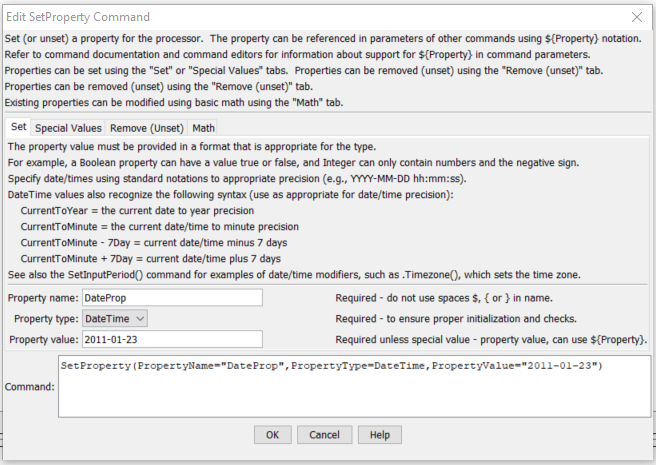 Edit SetProperty Command
Set (or unset) a property for the processor.  The property can be referenced in parameters of other commands using ${Property} notation.
Refer to command documentation and command editors for information about support for ${Property} in command parameters.
Properties can be set using the "Set" or "Special Values" tabs.  Properties can be removed (unset) using the "Remove (unset)" tab.
Properties can be removed (unset) using the "Remove (unset)" tab.
Existing properties can be modified using basic math using the "Math" tab.
Set Special Values Remove (Unset) Math
The property value must be provided in a format that is appropriate for the type.
For example, a Boolean property can have a value true or false, and Integer can only contain numbers and the negative sign.
Specify date/times using standard notations to appropriate precision (e.g., YYYY-MM-DD hh:mm:ss).
DateTime values also recognize the following syntax (use as appropriate for date/time precision):
CurrentToYear = the current date to year precision
CurrentToMinute = the current date/time to minute precision
CurrentToMinute - 7Day = current date/time minus 7 days
CurrentToMinute + 7Day = current date/time plus 7 days
See also the SetInputPeriod() command for examples of date/time modifiers, such as .Timezone(), which sets the time zone.
Property name: DateProp Required - do not use spaces $, { or } in name.
Property type: DateTime Required - to ensure proper initialization and checks.
Property value: 2011-01-23 Required unless special value - property value, can use ${Property}.
SetProperty(PropertyName="DateProp",PropertyType=DateTime,PropertyValue="2011-01-23")
Command:
OK Cancel Help